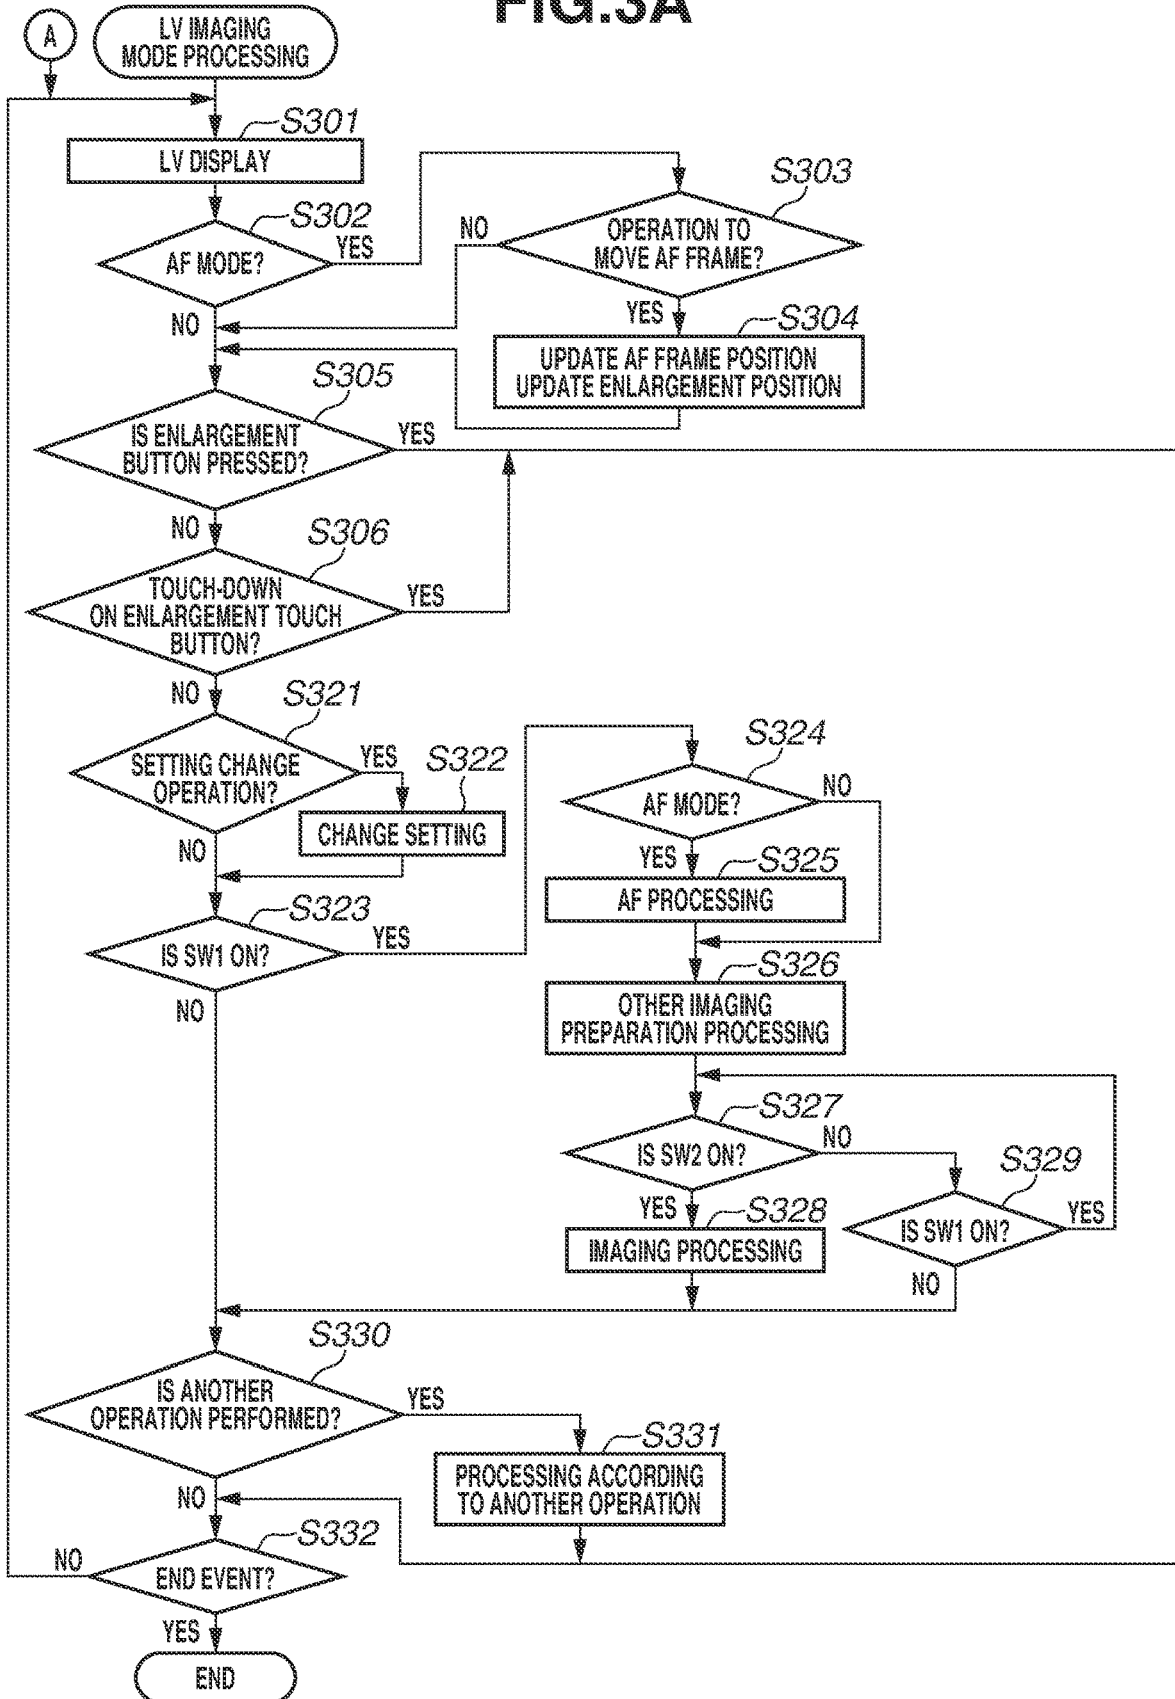 FIG.3A
A
LV IMAGING
MODE PROCESSING
S301
LV DISPLAY
S302
AF MODE?
YES
NO
S303
OPERATION TO
MOVE AF FRAME?
NO
YES
S304
UPDATE AF FRAME POSITION
UPDATE ENLARGEMENT POSITION
S305
IS ENLARGEMENT
BUTTON PRESSED?
YES
NO
S306
TOUCH-DOWN
ON ENLARGEMENT TOUCH
BUTTON?
YES
NO
S321
SETTING CHANGE
OPERATION?
YES
NO
S322
CHANGE SETTING
S323
IS SW1 ON?
YES
NO
S324
AF MODE?
NO
YES
S325
AF PROCESSING
S326
OTHER IMAGING
PREPARATION PROCESSING
S327
IS SW2 ON?
NO
YES
S328
IMAGING PROCESSING
S329
IS SW1 ON?
YES
NO
S330
IS ANOTHER
OPERATION PERFORMED?
YES
NO
S331
PROCESSING ACCORDING
TO ANOTHER OPERATION
S332
END EVENT?
NO
YES
END